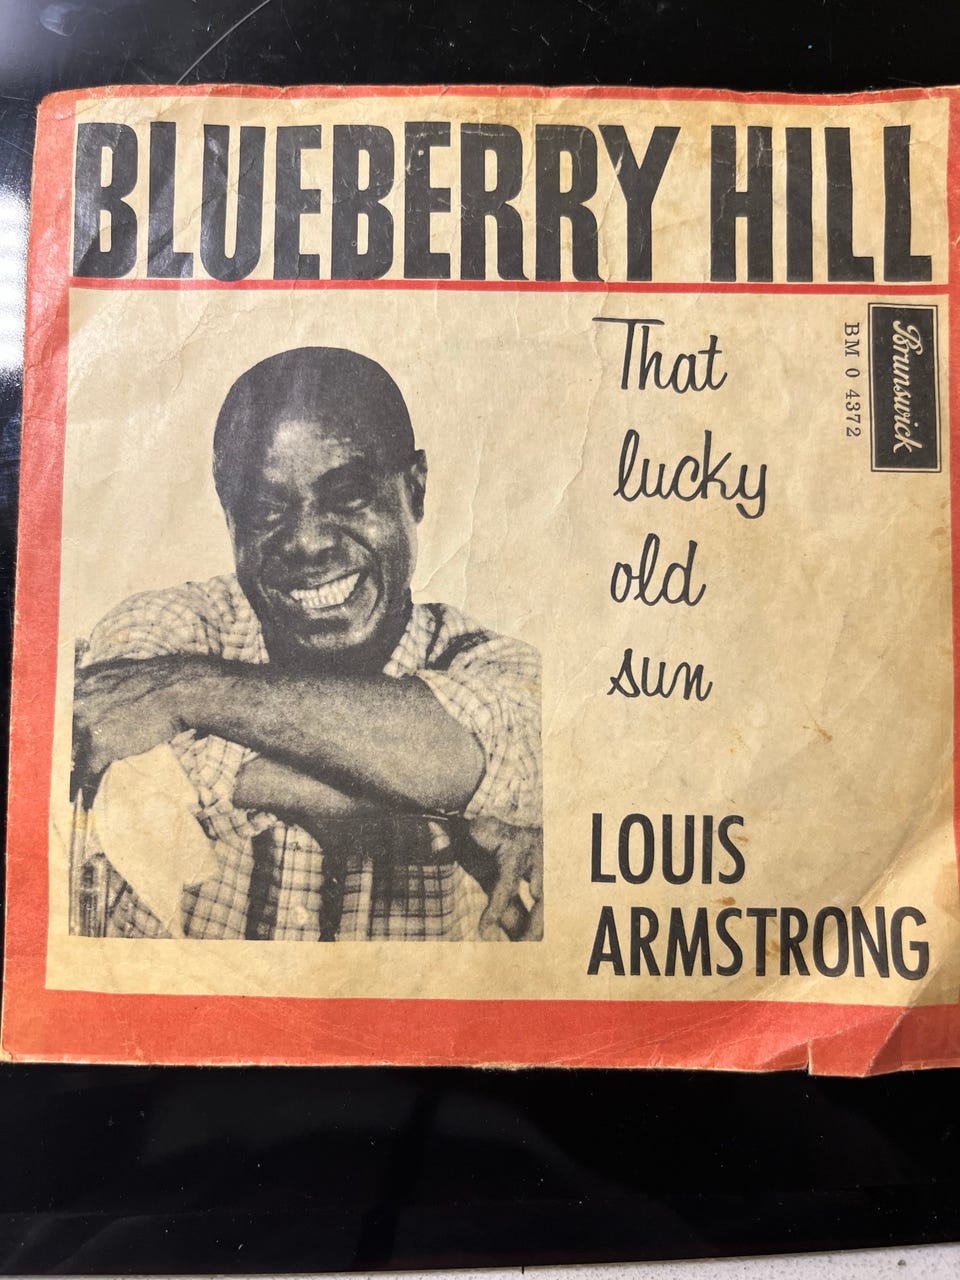 BLUEBERRY HILL
That
lucky
old
sun
Brunswick
BM 0 4372
LOUIS
ARMSTRONG